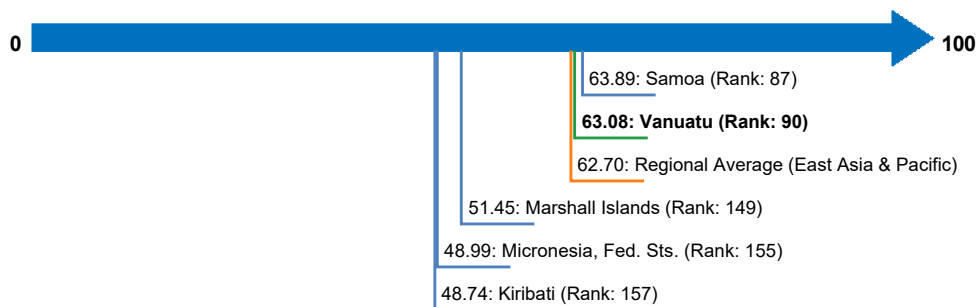 0
100
63.89: Samoa (Rank: 87)
63.08: Vanuatu (Rank: 90)
62.70: Regional Average (East Asia & Pacific)
51.45: Marshall Islands (Rank: 149)
48.99: Micronesia, Fed. Sts. (Rank: 155)
48.74: Kiribati (Rank: 157)